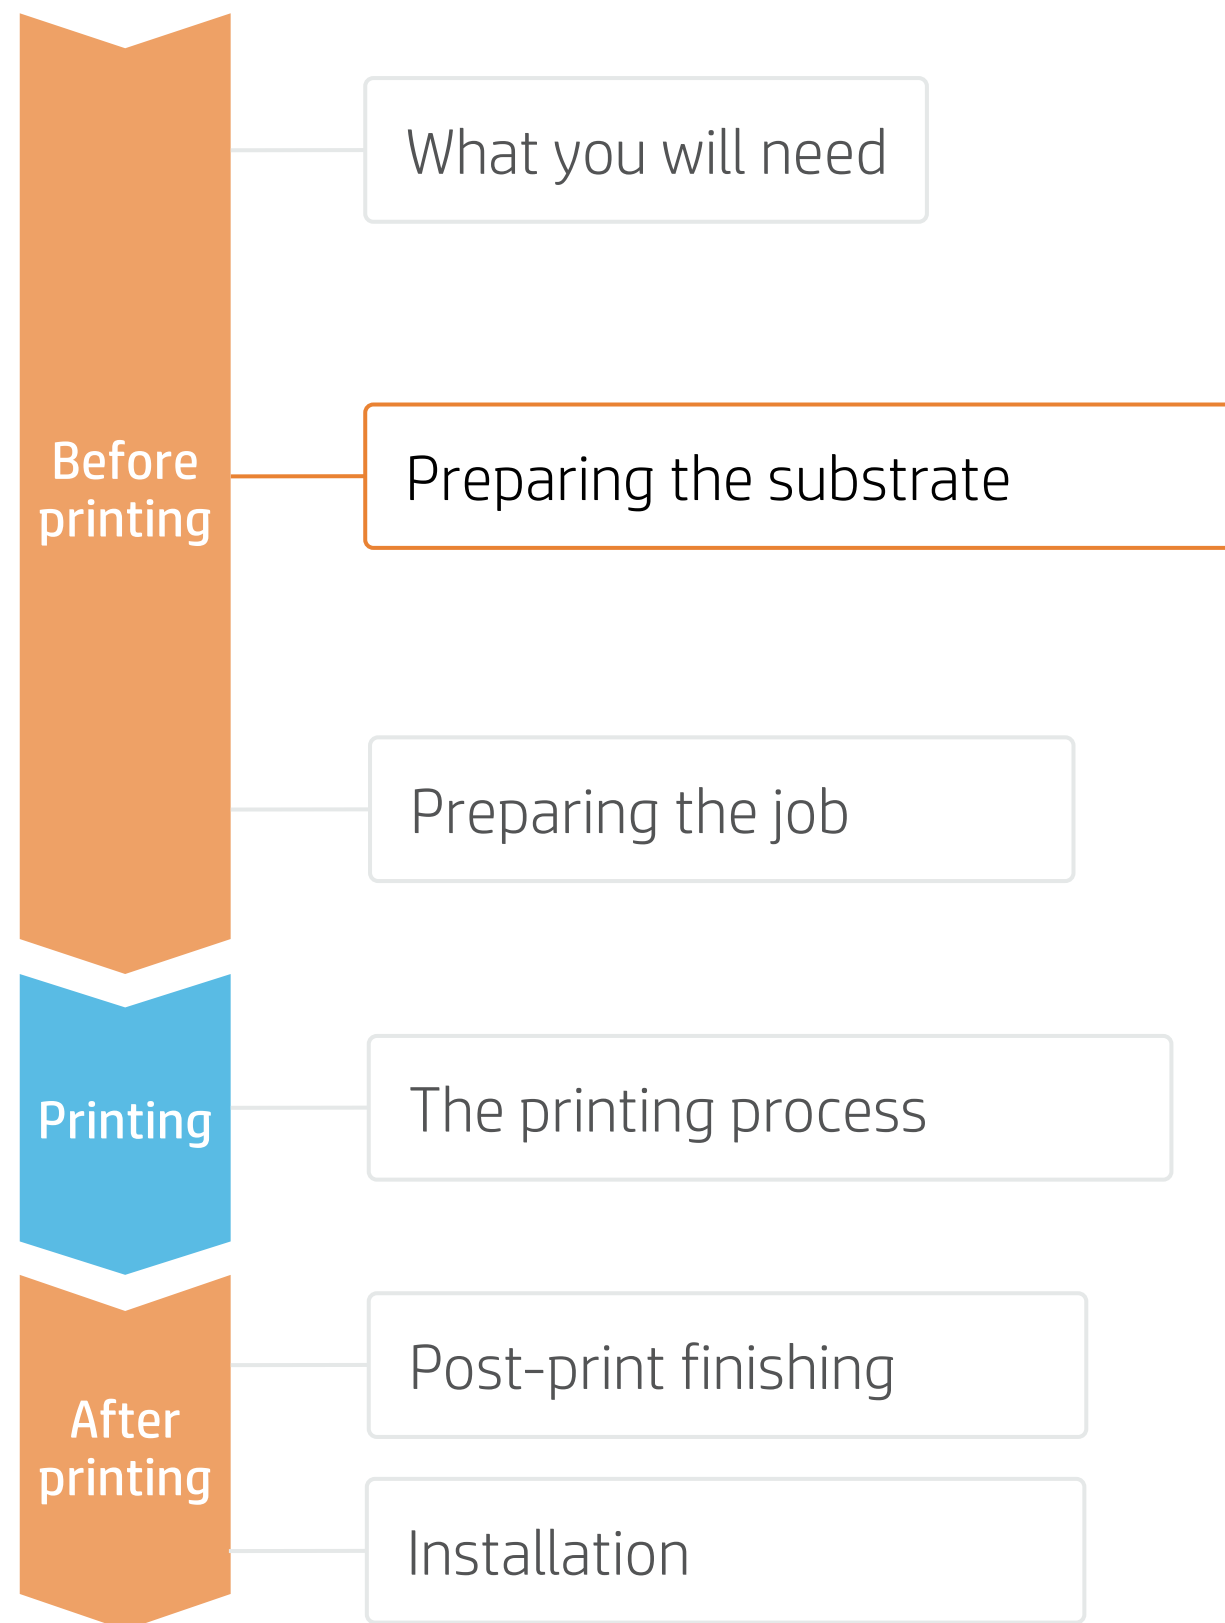 What you will need
Before
printing
Preparing the substrate
Preparing the job
Printing
The printing process
After
printing
Post-print finishing
Installation